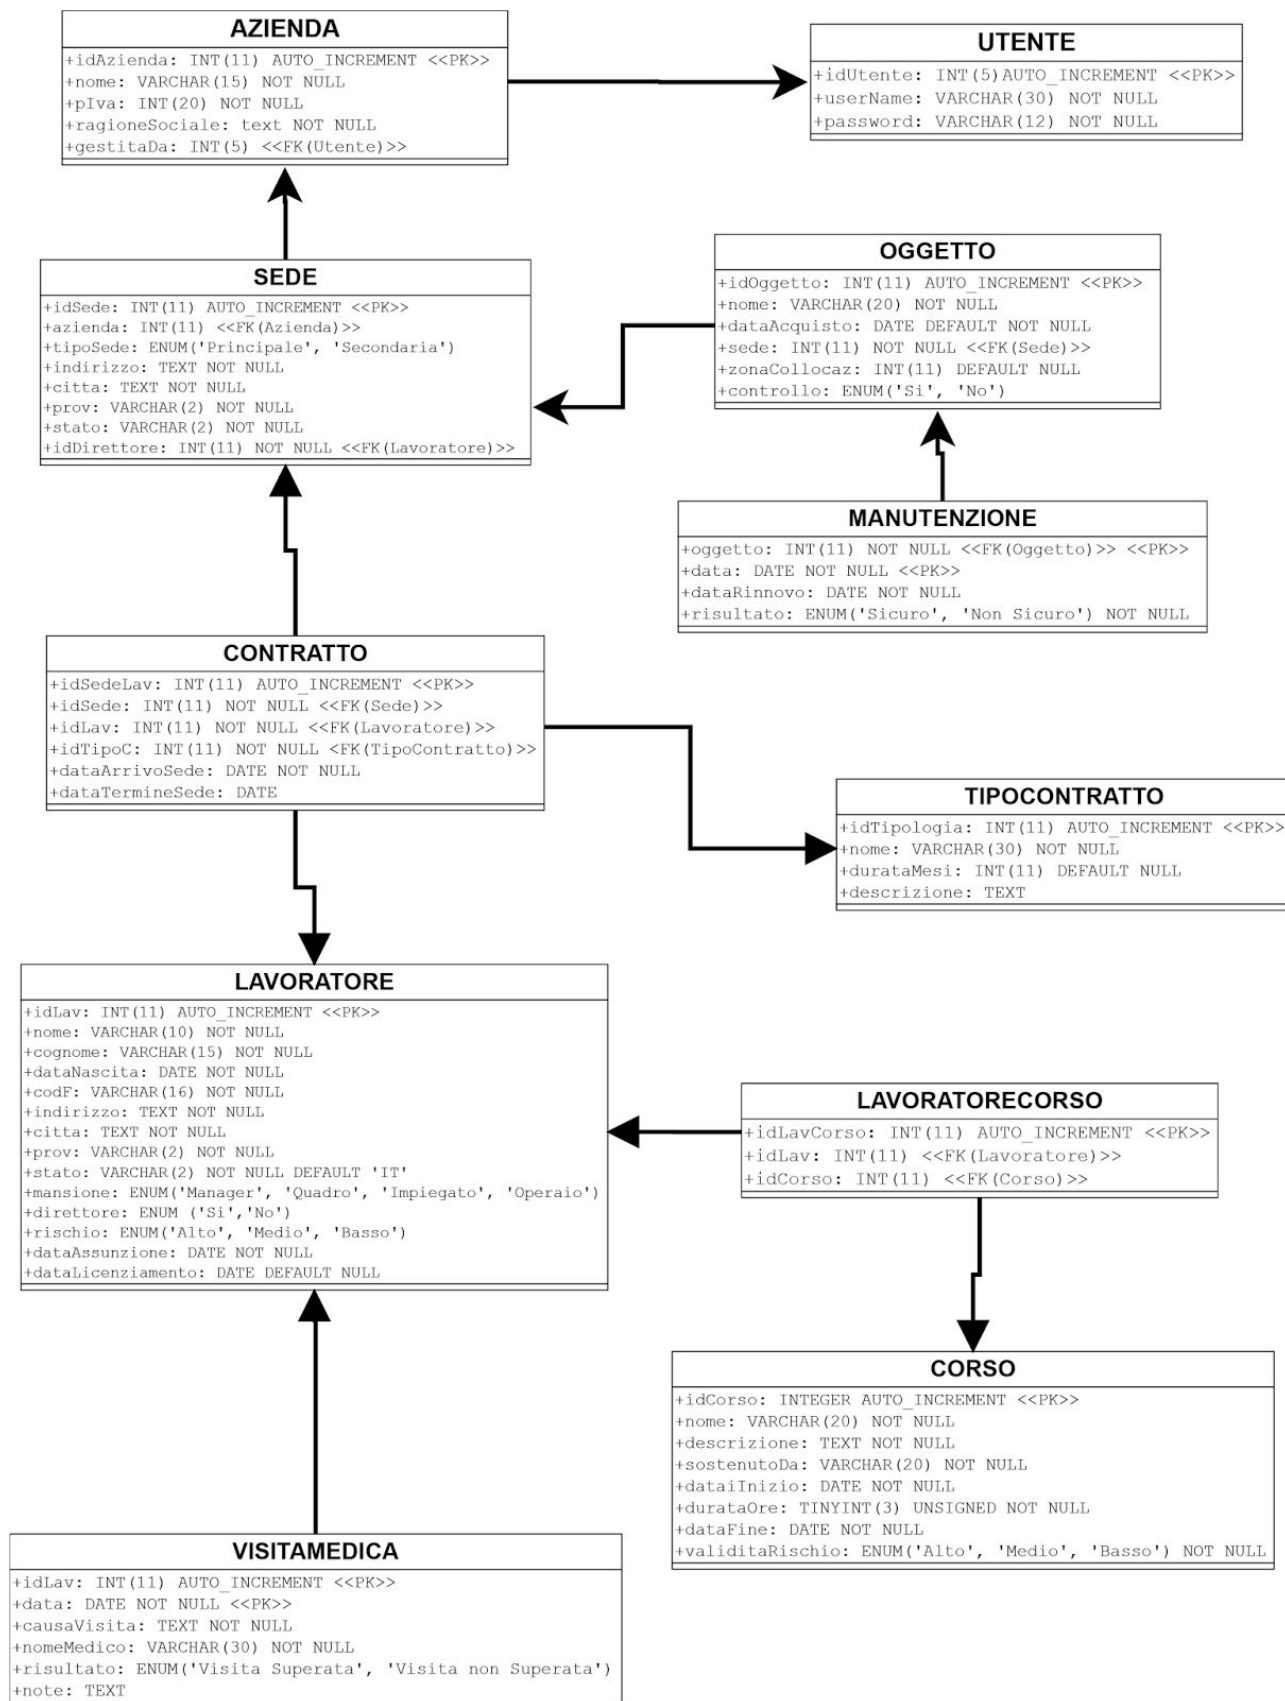 AZIENDA
+idAzienda: INT(11) AUTO_INCREMENT <<PK>>
+nome: VARCHAR(15) NOT NULL
+pIva: INT(20) NOT NULL
+ragioneSociale: text NOT NULL
+gestitaDa: INT(5) <<FK(Utente)>>
UTENTE
+idUtente: INT(5)AUTO_INCREMENT <<PK>>
+userName: VARCHAR(30) NOT NULL
+password: VARCHAR(12) NOT NULL
SEDE
+idSede: INT(11) AUTO_INCREMENT <<PK>>
+azienda: INT(11) <<FK(Azienda)>>
+tipoSede: ENUM('Principale', 'Secondaria')
+indirizzo: TEXT NOT NULL
+citta: TEXT NOT NULL
+prov: VARCHAR(2) NOT NULL
+stato: VARCHAR(2) NOT NULL
+idDirettore: INT(11) NOT NULL <<FK(Lavoratore)>>
OGGETTO
+idOggetto: INT(11) AUTO_INCREMENT <<PK>>
+nome: VARCHAR(20) NOT NULL
+dataAcquisto: DATE DEFAULT NOT NULL
+sede: INT(11) NOT NULL <<FK(Sede)>>
+zonaCollocaz: INT(11) DEFAULT NULL
+controllo: ENUM('Si', 'No')
MANUTENZIONE
+oggetto: INT(11) NOT NULL <<FK(Oggetto)>> <<PK>>
+data: DATE NOT NULL <<PK>>
+dataRinnovo: DATE NOT NULL
+risultato: ENUM('Sicuro', 'Non Sicuro') NOT NULL
CONTRATTO
+idSedeLav: INT(11) AUTO_INCREMENT <<PK>>
+idSede: INT(11) NOT NULL <<FK(Sede)>>
+idLav: INT(11) NOT NULL <<FK(Lavoratore)>>
+idTipoC: INT(11) NOT NULL <FK(TipoContratto)>>
+dataArrivoSede: DATE NOT NULL
+dataTermineSede: DATE
TIPOCONTRATTO
+idTipologia: INT(11) AUTO_INCREMENT <<PK>>
+nome: VARCHAR(30) NOT NULL
+durataMesi: INT(11) DEFAULT NULL
+descrizione: TEXT
LAVORATORE
+idLav: INT(11) AUTO_INCREMENT <<PK>>
+nome: VARCHAR(10) NOT NULL
+cognome: VARCHAR(15) NOT NULL
+dataNascita: DATE NOT NULL
+codF: VARCHAR(16) NOT NULL
+indirizzo: TEXT NOT NULL
+citta: TEXT NOT NULL
+prov: VARCHAR(2) NOT NULL
+stato: VARCHAR(2) NOT NULL DEFAULT 'IT'
+mansione: ENUM('Manager', 'Quadro', 'Impiegato', 'Operaio')
+direttore: ENUM ('Si','No')
+rischio: ENUM('Alto', 'Medio', 'Basso')
+dataAssunzione: DATE NOT NULL
+dataLicenziamento: DATE DEFAULT NULL
LAVORATORECORSO
+idLavCorso: INT(11) AUTO_INCREMENT <<PK>>
+idLav: INT(11) <<FK(Lavoratore)>>
+idCorso: INT(11) <<FK(Corso)>>
CORSO
+idCorso: INTEGER AUTO_INCREMENT <<PK>>
+nome: VARCHAR(20) NOT NULL
+descrizione: TEXT NOT NULL
+sostenutoDa: VARCHAR(20) NOT NULL
+dataiInizio: DATE NOT NULL
+durataOre: TINYINT(3) UNSIGNED NOT NULL
+dataFine: DATE NOT NULL
+validitaRischio: ENUM('Alto', 'Medio', 'Basso') NOT NULL
VISITAMEDICA
+idLav: INT(11) AUTO_INCREMENT <<PK>>
+data: DATE NOT NULL <<PK>>
+causaVisita: TEXT NOT NULL
+nomeMedico: VARCHAR(30) NOT NULL
+risultato: ENUM('Visita Superata', 'Visita non Superata')
+note: TEXT